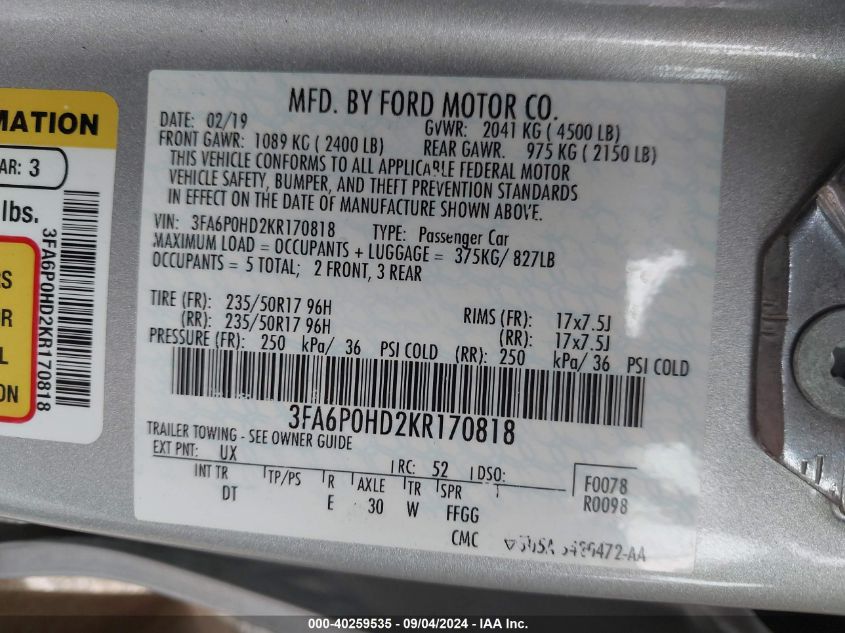 MATION
AR: 3
lbs.
RS
R
L
ON
3FA6P0HD2KR170818
MFD. BY FORD MOTOR CO.
DATE: 02/19 GVWR: 2041 KG ( 4500 LB)
FRONT GAWR: 1089 KG ( 2400 LB) REAR GAWR: 975 KG ( 2150 LB)
THIS VEHICLE CONFORMS TO ALL APPLICABLE FEDERAL MOTOR
VEHICLE SAFETY, BUMPER, AND THEFT PREVENTION STANDARDS
IN EFFECT ON THE DATE OF MANUFACTURE SHOWN ABOVE.
VIN: 3FA6P0HD2KR170818 TYPE: Passenger Car
MAXIMUM LOAD = OCCUPANTS + LUGGAGE = 375KG/ 827LB
OCCUPANTS = 5 TOTAL; 2 FRONT, 3 REAR
TIRE (FR): 235/50R17 96H RIMS (FR): 17x7.5J
(RR): 235/50R17 96H (RR): 17x7.5J
PRESSURE (FR): 250 kPa/ 36 PSI COLD (RR): 250 kPa/ 36 PSI COLD
3FA6P0HD2KR170818
TRAILER TOWING - SEE OWNER GUIDE
EXT PNT: UX RC: 52 DSO: F0078
INT TR TP/PS R AXLE TR SPR R0098
DT E 30 W FFGG
CMC
000-40259535 - 09/04/2024 - IAA Inc.